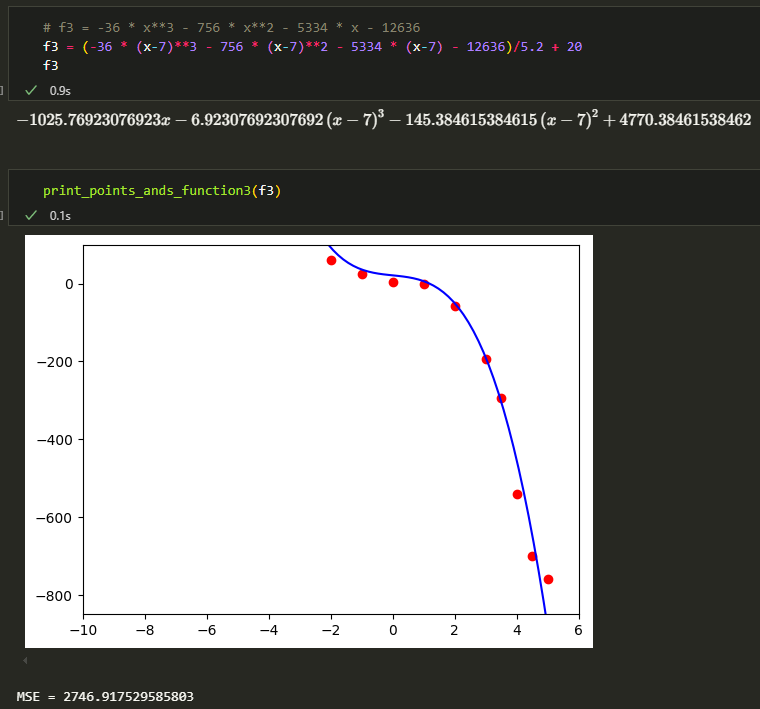 # f3 = -36 * x**3 - 756 * x**2 - 5334 * x - 12636
f3 = (-36 * (x-7)**3 - 756 * (x-7)**2 - 5334 * (x-7) - 12636)/5.2 + 20
f3
] ✓ 0.9s
−1025.76923076923x − 6.92307692307692 (x − 7)³ − 145.384615384615 (x − 7)² + 4770.38461538462
print_points_ands_function3(f3)
] ✓ 0.1s
0
−200
−400
−600
−800
−10 −8 −6 −4 −2 0 2 4 6
MSE = 2746.917529585803